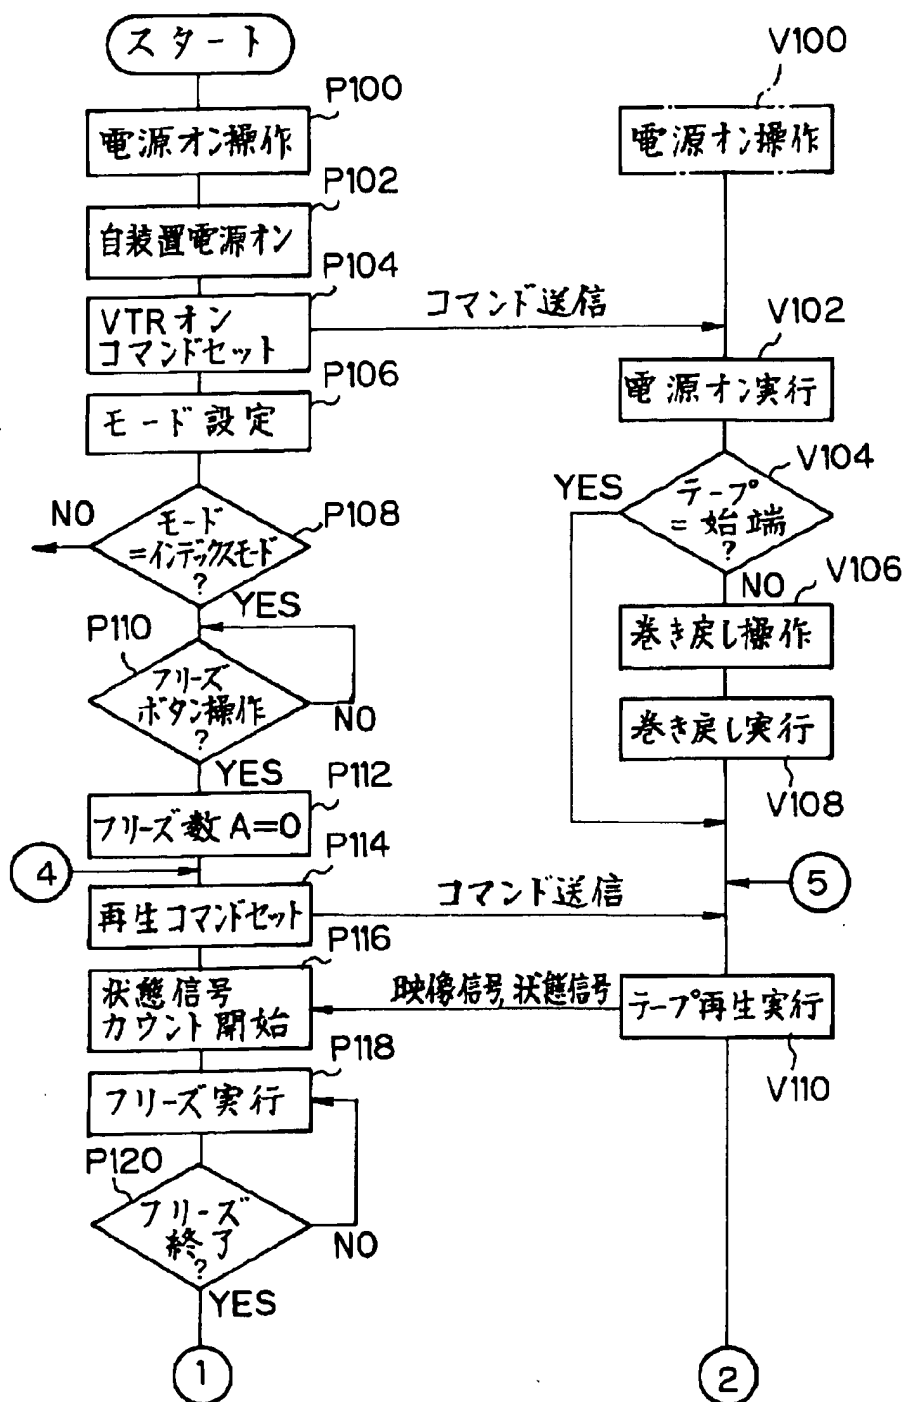 スタート
P100
電源オン操作
P102
自装置電源オン
P104
VTRオン
コマンドセット
コマンド送信
P106
モード設定
P108
モード
=インデックスモード
?
NO
YES
P110
フリーズ
ボタン操作
?
NO
YES
P112
フリーズ数A=0
4
P114
再生コマンドセット
コマンド送信
P116
状態信号
カウント開始
映像信号,状態信号
P118
フリーズ実行
P120
フリーズ
終了
?
NO
YES
1
V100
電源オン操作
V102
電源オン実行
V104
テープ
=始端
?
YES
NO
V106
巻き戻し操作
巻き戻し実行
V108
5
テープ再生実行
V110
2